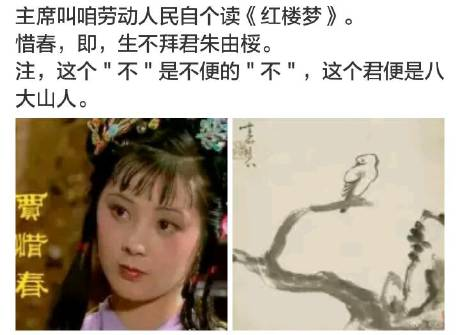 主席叫咱劳动人民自个读《红楼梦》。
惜春，即，生不拜君朱由桵。
注，这个"不"是不便的"不"，这个君便是八
大山人。
贾惜春